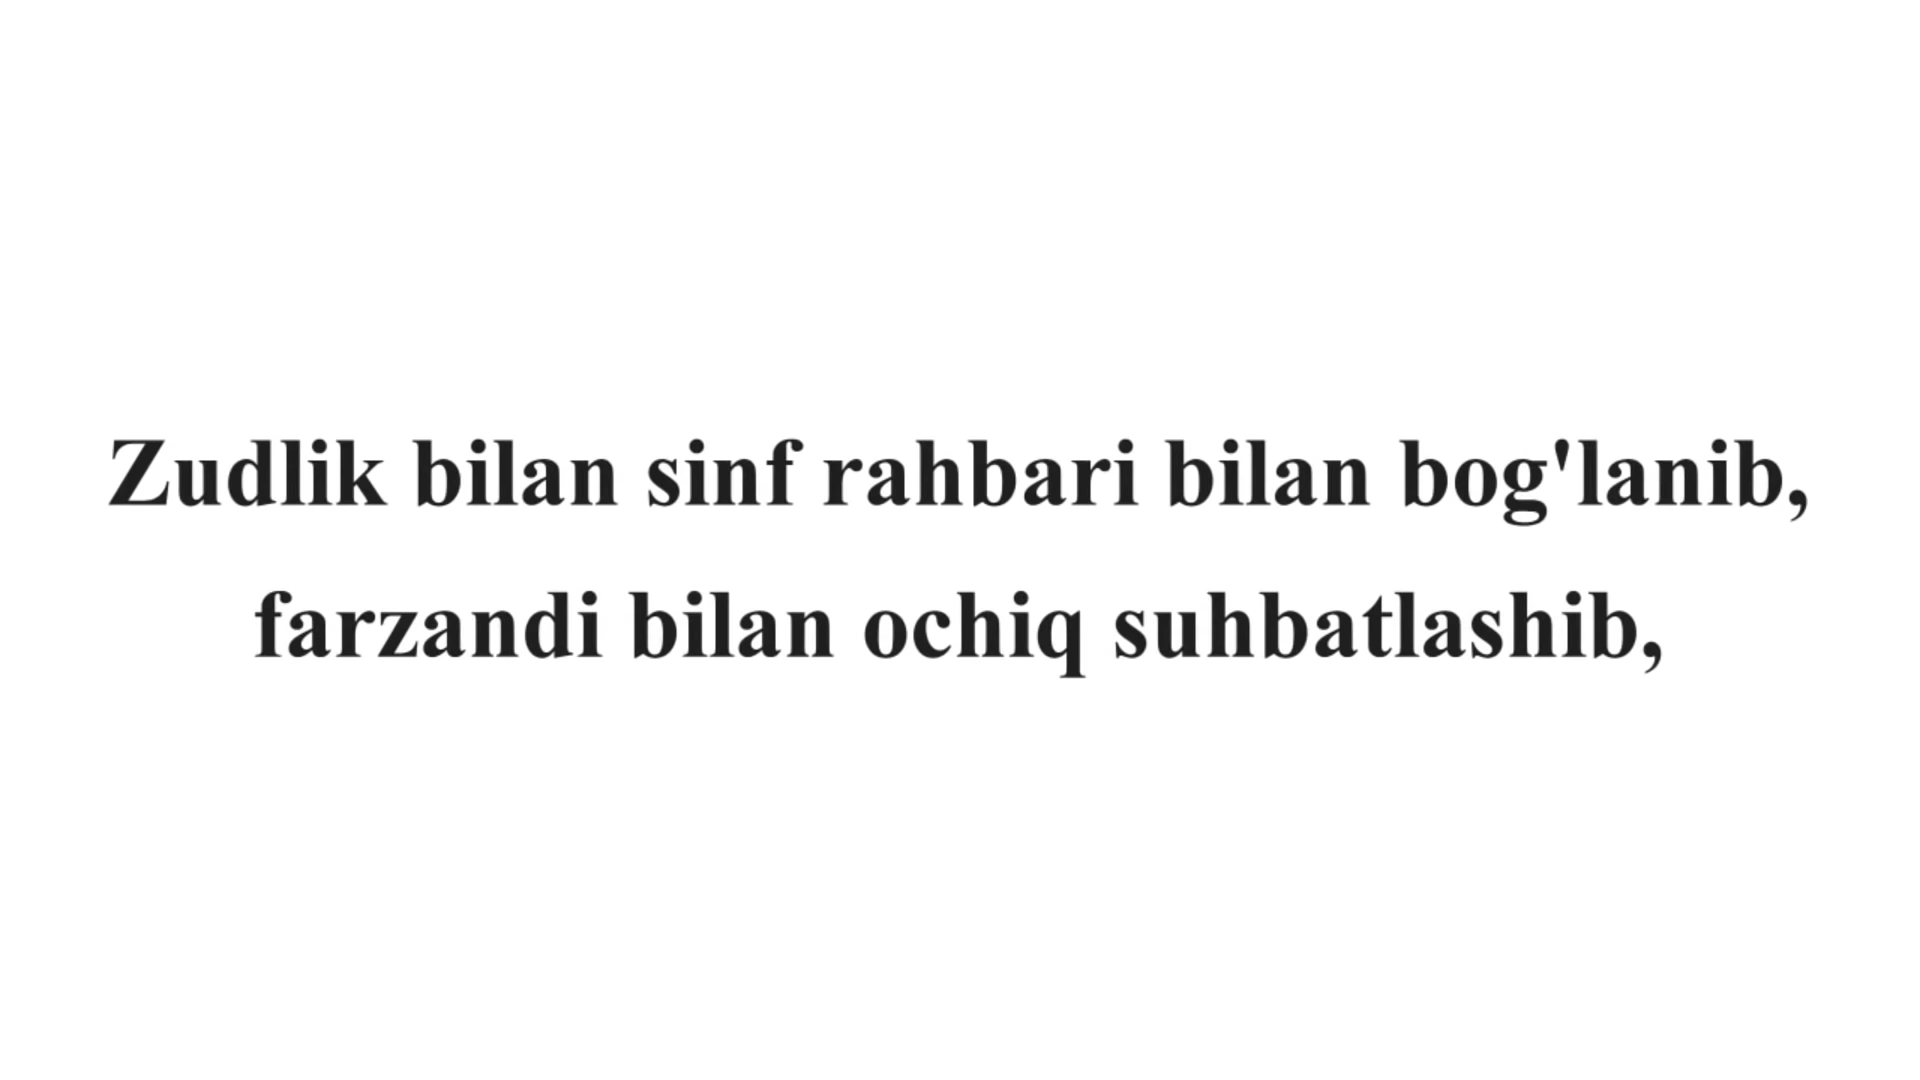 Zudlik bilan sinf rahbari bilan bog'lanib,
farzandi bilan ochiq suhbatlashib,